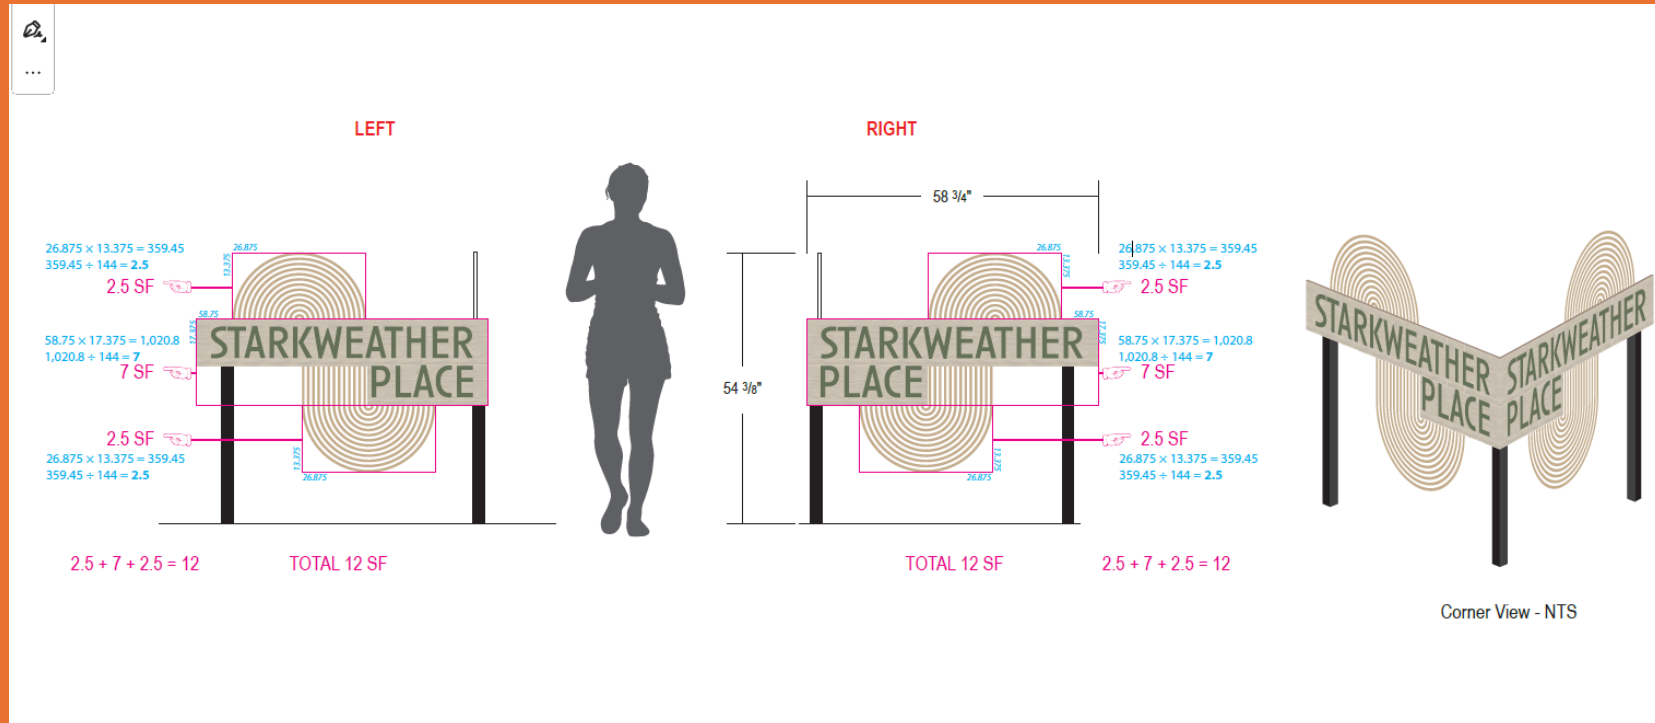 ...
LEFT
RIGHT
58 3/4"
26.875 × 13.375 = 359.45
359.45 ÷ 144 = 2.5
2.5 SF
26.875
13.375
58.75
17.375
58.75 × 17.375 = 1,020.8
1,020.8 ÷ 144 = 7
7 SF
STARKWEATHER
PLACE
2.5 SF
26.875 × 13.375 = 359.45
359.45 ÷ 144 = 2.5
13.375
26.875
2.5 + 7 + 2.5 = 12
TOTAL 12 SF
54 3/8"
26.875
13.375
26.875 × 13.375 = 359.45
359.45 ÷ 144 = 2.5
2.5 SF
58.75
17.375
58.75 × 17.375 = 1,020.8
1,020.8 ÷ 144 = 7
7 SF
STARKWEATHER
PLACE
2.5 SF
26.875 × 13.375 = 359.45
359.45 ÷ 144 = 2.5
13.375
26.875
TOTAL 12 SF
2.5 + 7 + 2.5 = 12
STARKWEATHER
PLACE
STARKWEATHER
PLACE
Corner View - NTS